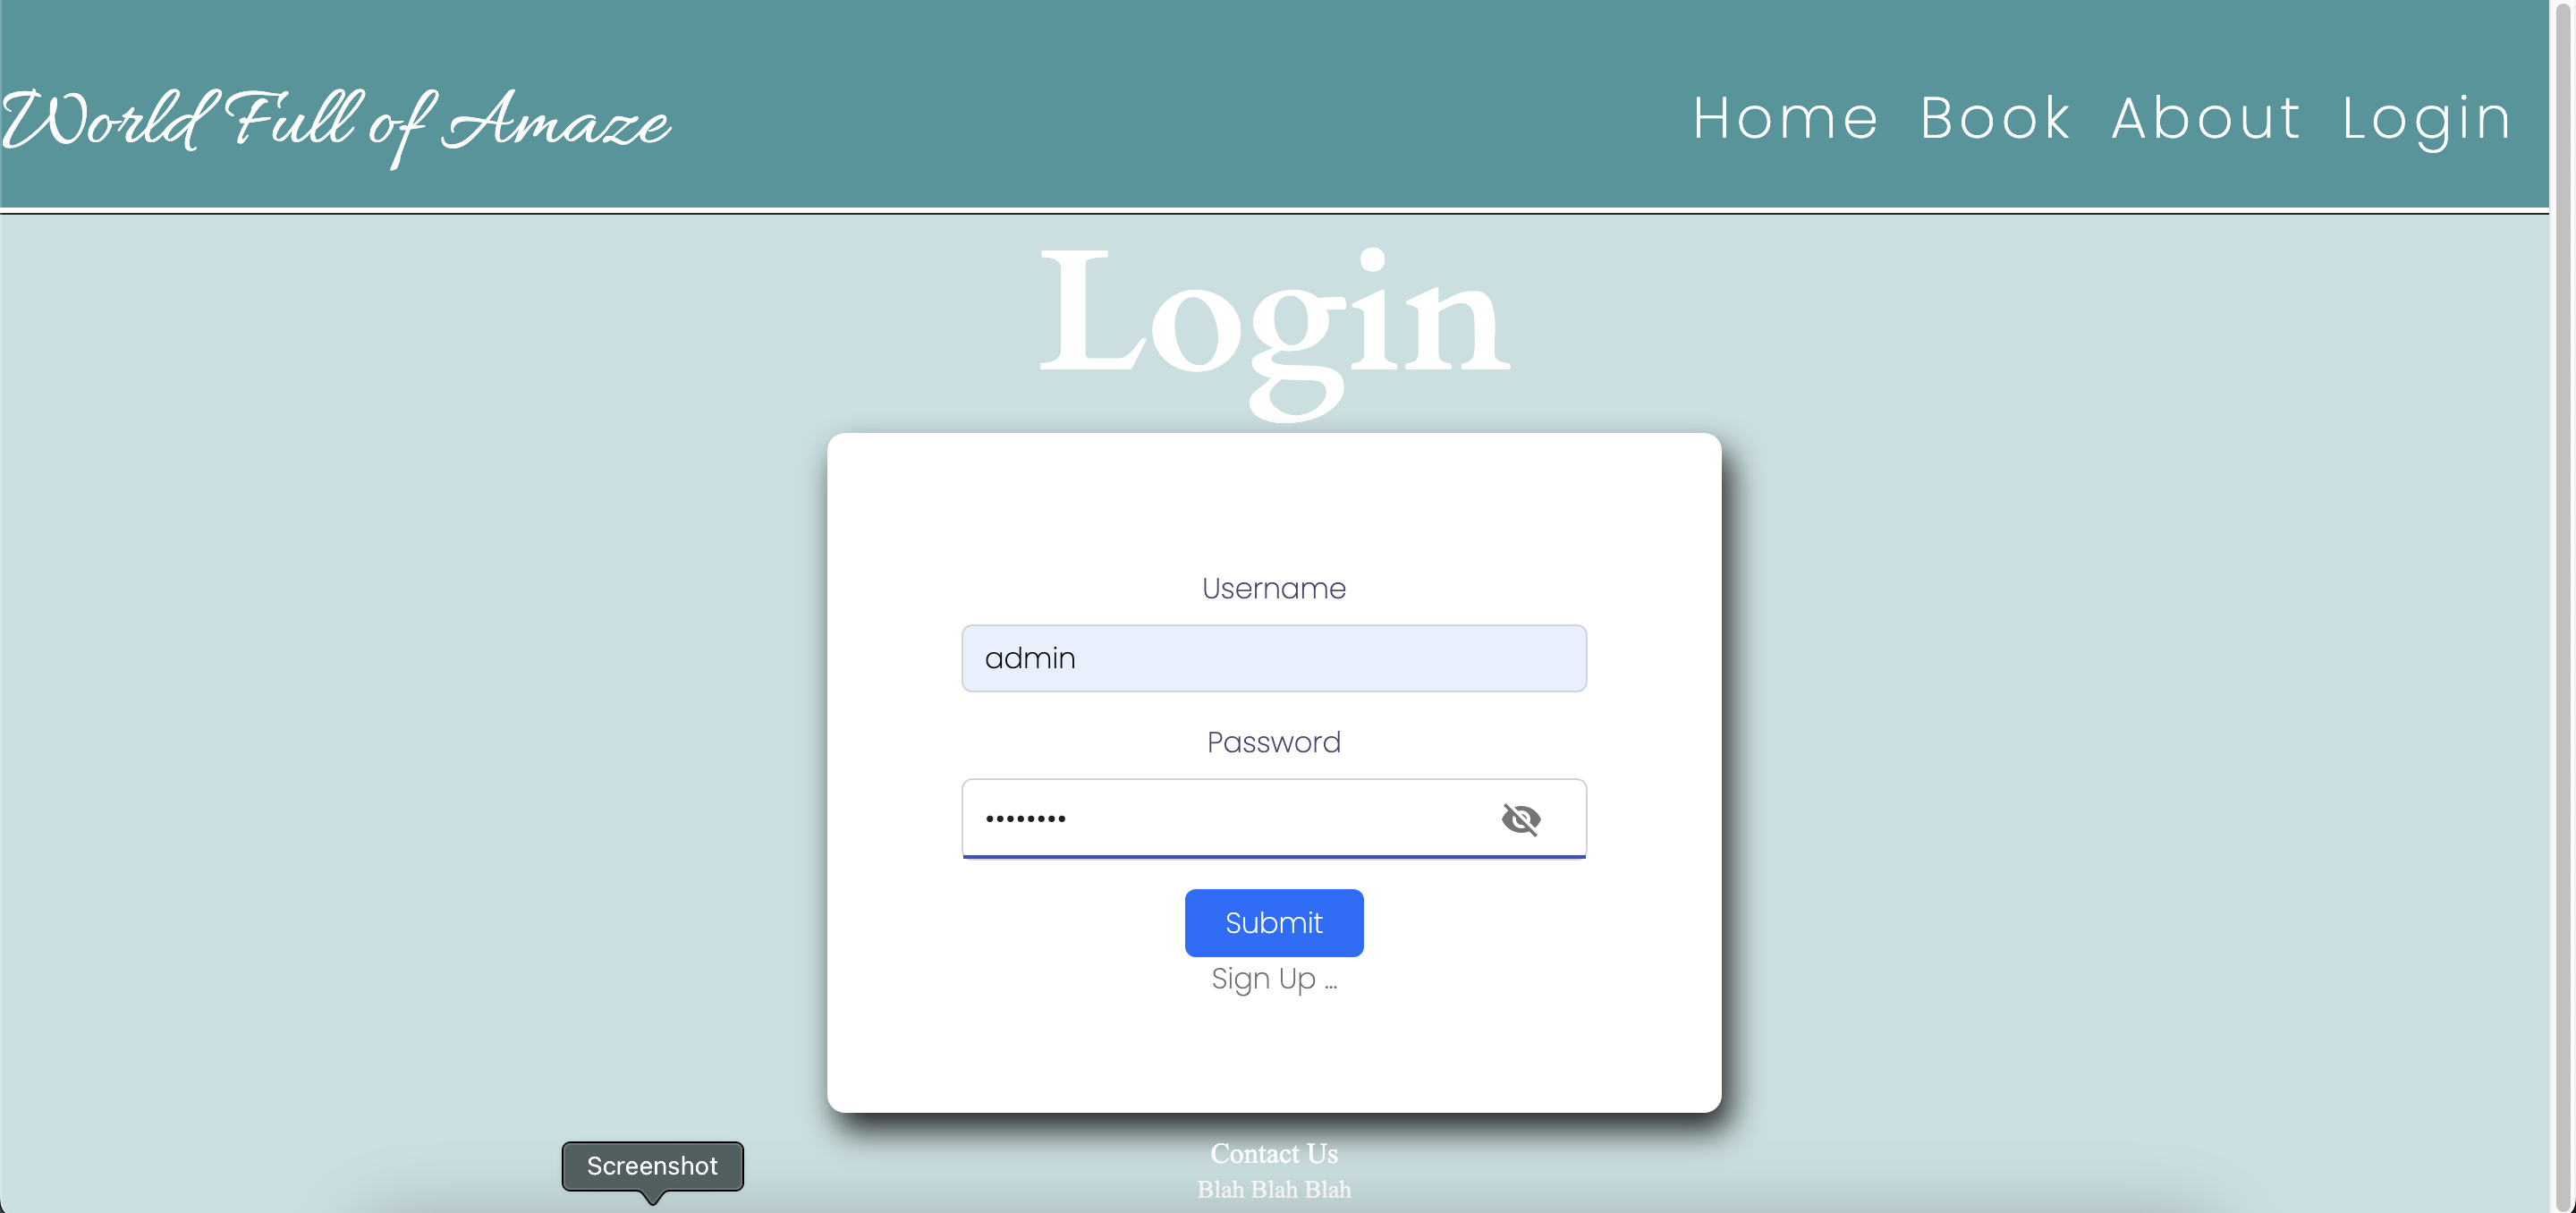 World Full of Amaze
Home Book About Login
Login
Username
admin
Password
••••••••
Submit
Sign Up ...
Contact Us
Blah Blah Blah
Screenshot